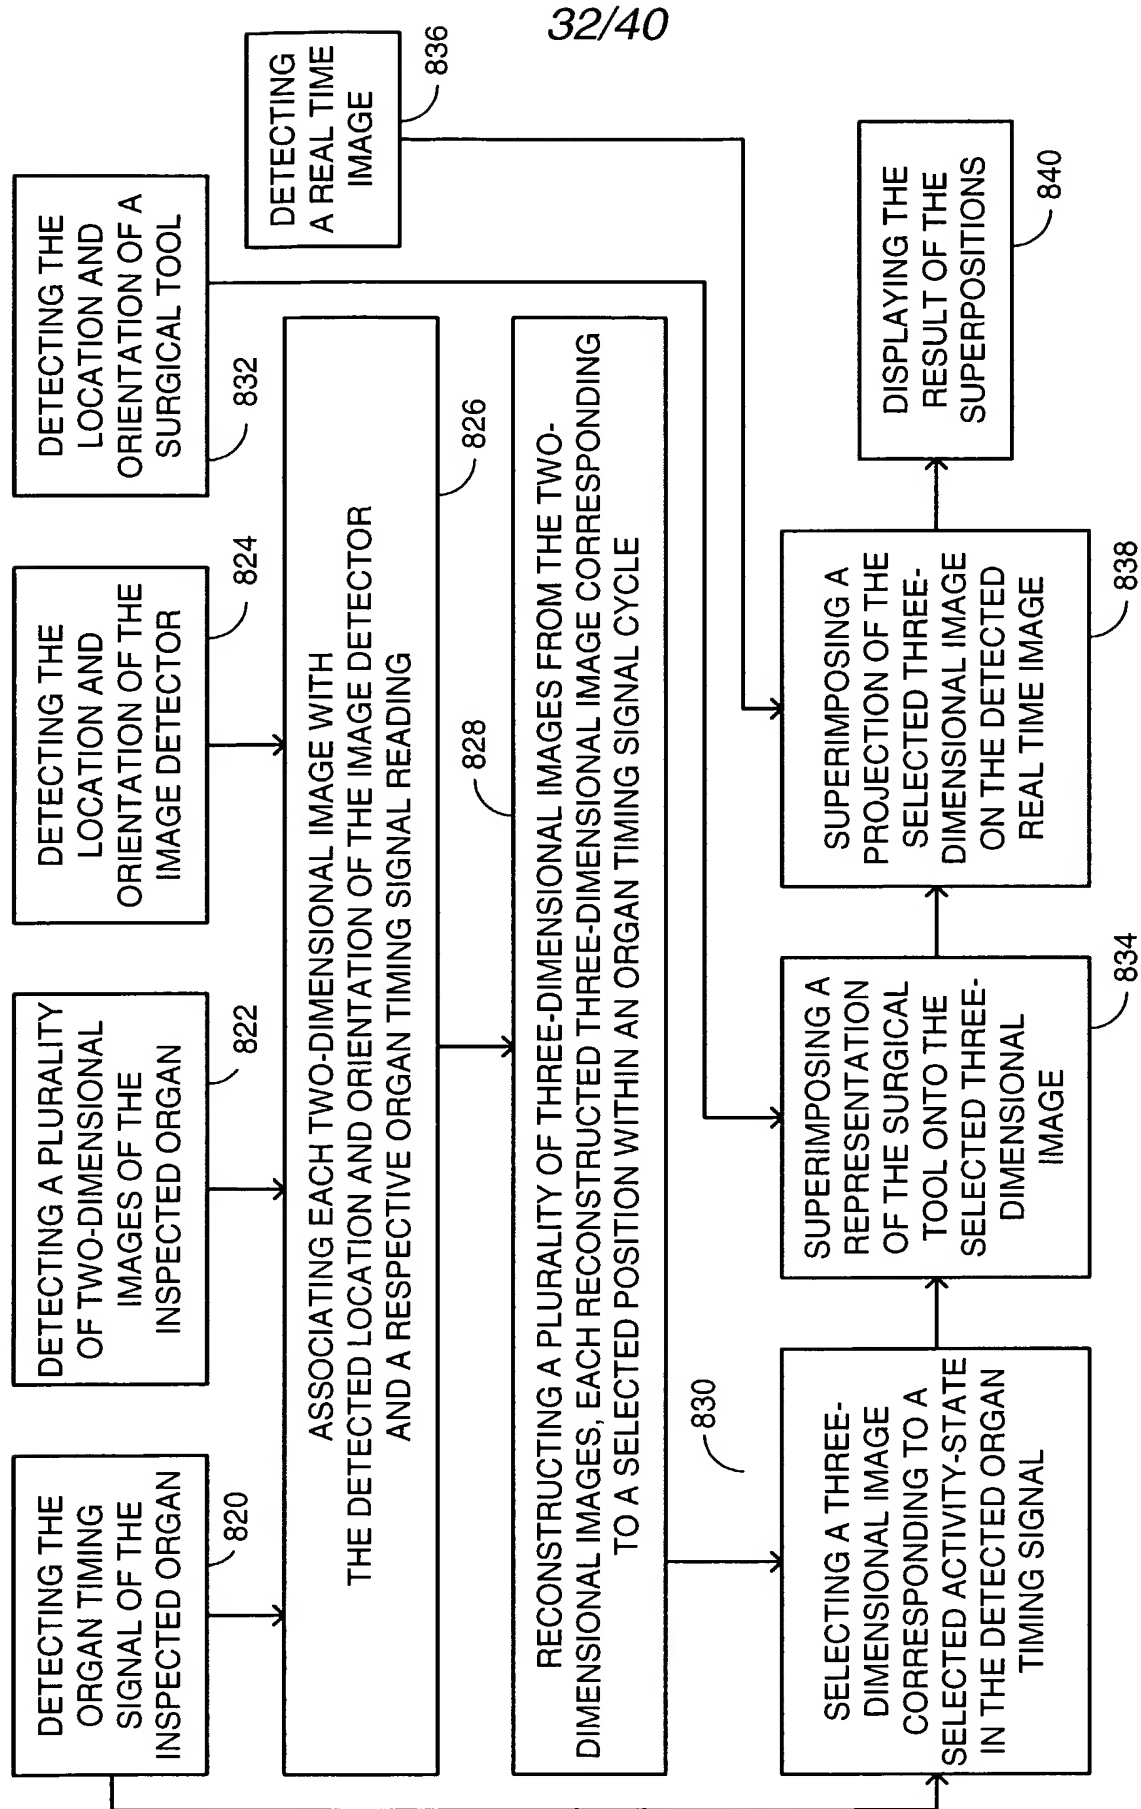 32/40
DETECTING THE
ORGAN TIMING
SIGNAL OF THE
INSPECTED ORGAN
820
DETECTING A PLURALITY
OF TWO-DIMENSIONAL
IMAGES OF THE
INSPECTED ORGAN
822
DETECTING THE
LOCATION AND
ORIENTATION OF THE
IMAGE DETECTOR
824
DETECTING THE
LOCATION AND
ORIENTATION OF A
SURGICAL TOOL
832
DETECTING
A REAL TIME
IMAGE
836
ASSOCIATING EACH TWO-DIMENSIONAL IMAGE WITH
THE DETECTED LOCATION AND ORIENTATION OF THE IMAGE DETECTOR
AND A RESPECTIVE ORGAN TIMING SIGNAL READING
826
RECONSTRUCTING A PLURALITY OF THREE-DIMENSIONAL IMAGES FROM THE TWO-
DIMENSIONAL IMAGES, EACH RECONSTRUCTED THREE-DIMENSIONAL IMAGE CORRESPONDING
TO A SELECTED POSITION WITHIN AN ORGAN TIMING SIGNAL CYCLE
828
SELECTING A THREE-
DIMENSIONAL IMAGE
CORRESPONDING TO A
SELECTED ACTIVITY-STATE
IN THE DETECTED ORGAN
TIMING SIGNAL
830
SUPERIMPOSING A
REPRESENTATION
OF THE SURGICAL
TOOL ONTO THE
SELECTED THREE-
DIMENSIONAL
IMAGE
834
SUPERIMPOSING A
PROJECTION OF THE
SELECTED THREE-
DIMENSIONAL IMAGE
ON THE DETECTED
REAL TIME IMAGE
838
DISPLAYING THE
RESULT OF THE
SUPERPOSITIONS
840